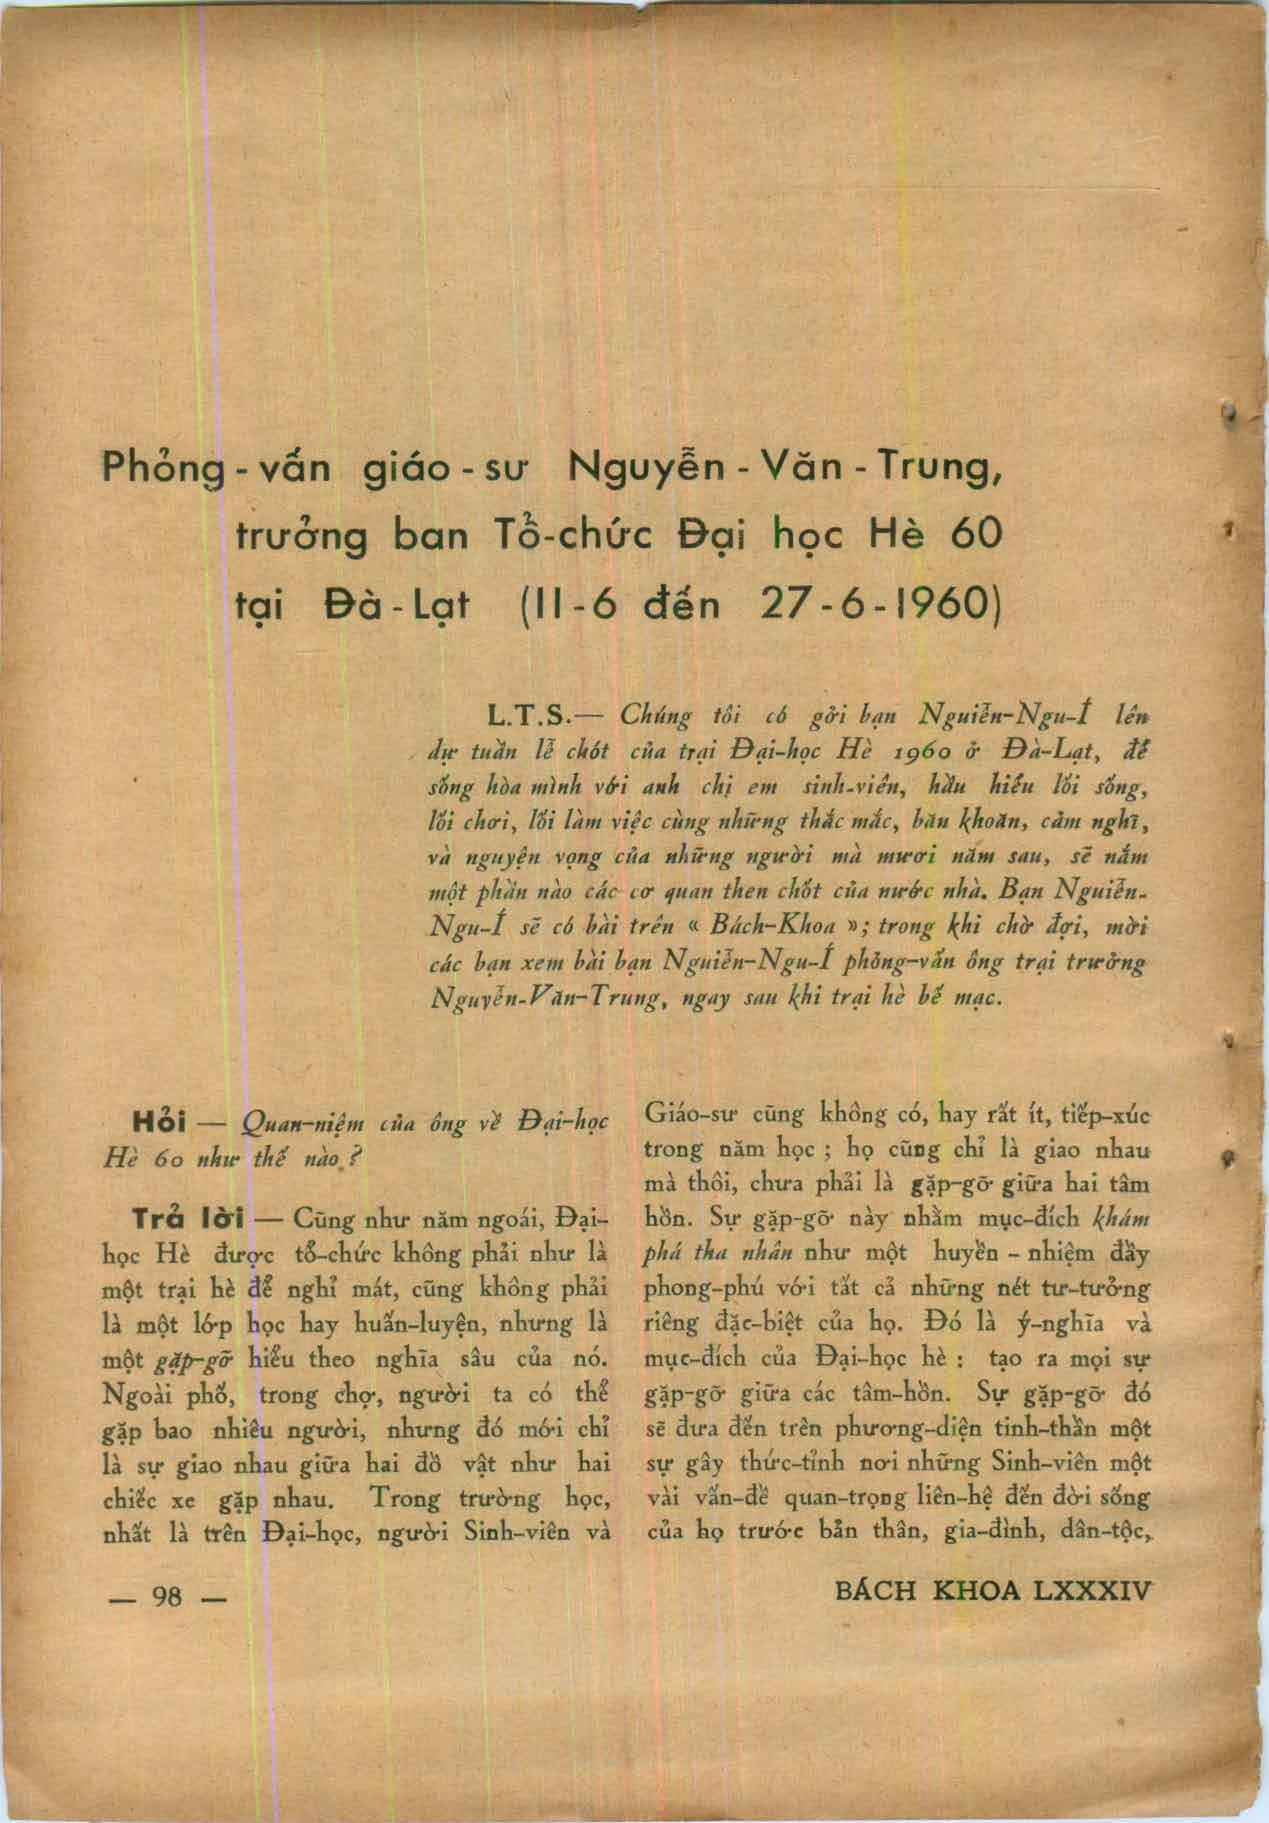 Phỏng - vấn giáo - sư Nguyễn - Văn - Trung,
trưởng ban Tổ-chức Đại học Hè 60
tại Đà - Lạt (11 - 6 đến 27 - 6 - 1960)
L.T.S.— Chúng tôi có gởi bạn Nguiễn-Ngu-Í lên
dự tuần lễ chót của trại Đại-học Hè 1960 ở Đà-Lạt, để
sống hòa mình với anh chị em sinh-viên, hầu hiểu lối sống,
lối chơi, lối làm việc cùng những thắc mắc, băn khoăn, cảm nghĩ,
và nguyện vọng của những người mà mươi năm sau, sẽ nắm
một phần nào các cơ quan then chốt của nước nhà. Bạn Nguiễn-
Ngu-Í sẽ có bài trên « Bách-Khoa »; trong khi chờ đợi, mời
các bạn xem bài bạn Nguiễn-Ngu-Í phỏng-vấn ông trại trưởng
Nguyễn-Văn-Trung, ngay sau khi trại hè bế mạc.
Hỏi — Quan-niệm của ông về Đại-học
Hè 60 như thế nào ?
Trả lời — Cũng như năm ngoái, Đại-
học Hè được tổ-chức không phải như là
một trại hè để nghỉ mát, cũng không phải
là một lớp học hay huấn-luyện, nhưng là
một gặp-gỡ hiểu theo nghĩa sâu của nó.
Ngoài phố, trong chợ, người ta có thể
gặp bao nhiêu người, nhưng đó mới chỉ
là sự giao nhau giữa hai đồ vật như hai
chiếc xe gặp nhau. Trong trường học,
nhất là trên Đại-học, người Sinh-viên và
Giáo-sư cũng không có, hay rất ít, tiếp-xúc
trong năm học ; họ cũng chỉ là giao nhau
mà thôi, chưa phải là gặp-gỡ giữa hai tâm
hồn. Sự gặp-gỡ này nhằm mục-đích khám
phá tha nhân như một huyền - nhiệm đầy
phong-phú với tất cả những nét tư-tưởng
riêng đặc-biệt của họ. Đó là ý-nghĩa và
mục-đích của Đại-học hè : tạo ra mọi sự
gặp-gỡ giữa các tâm-hồn. Sự gặp-gỡ đó
sẽ đưa đến trên phương-diện tinh-thần một
sự gây thức-tỉnh nơi những Sinh-viên một
vài vấn-đề quan-trọng liên-hệ đến đời sống
của họ trước bản thân, gia-đình, dân-tộc,
— 98 —
BÁCH KHOA LXXXIV